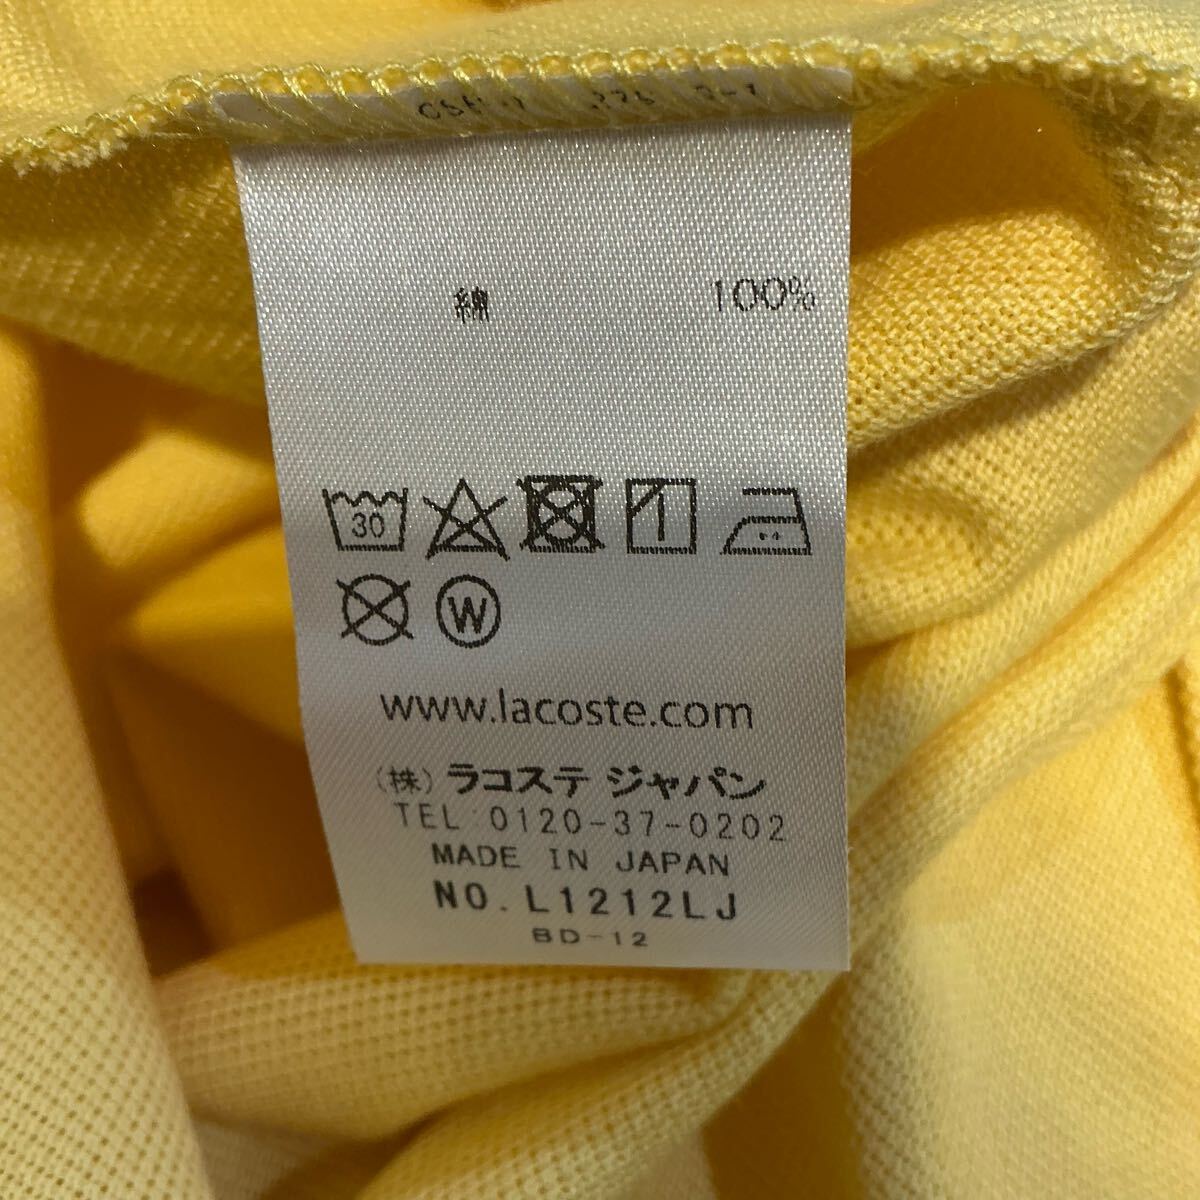 綿 100%
30
W
www.lacoste.com
(株) ラコステ ジャパン
TEL:0120-37-0202
MADE IN JAPAN
NO. L1212LJ
BD-12